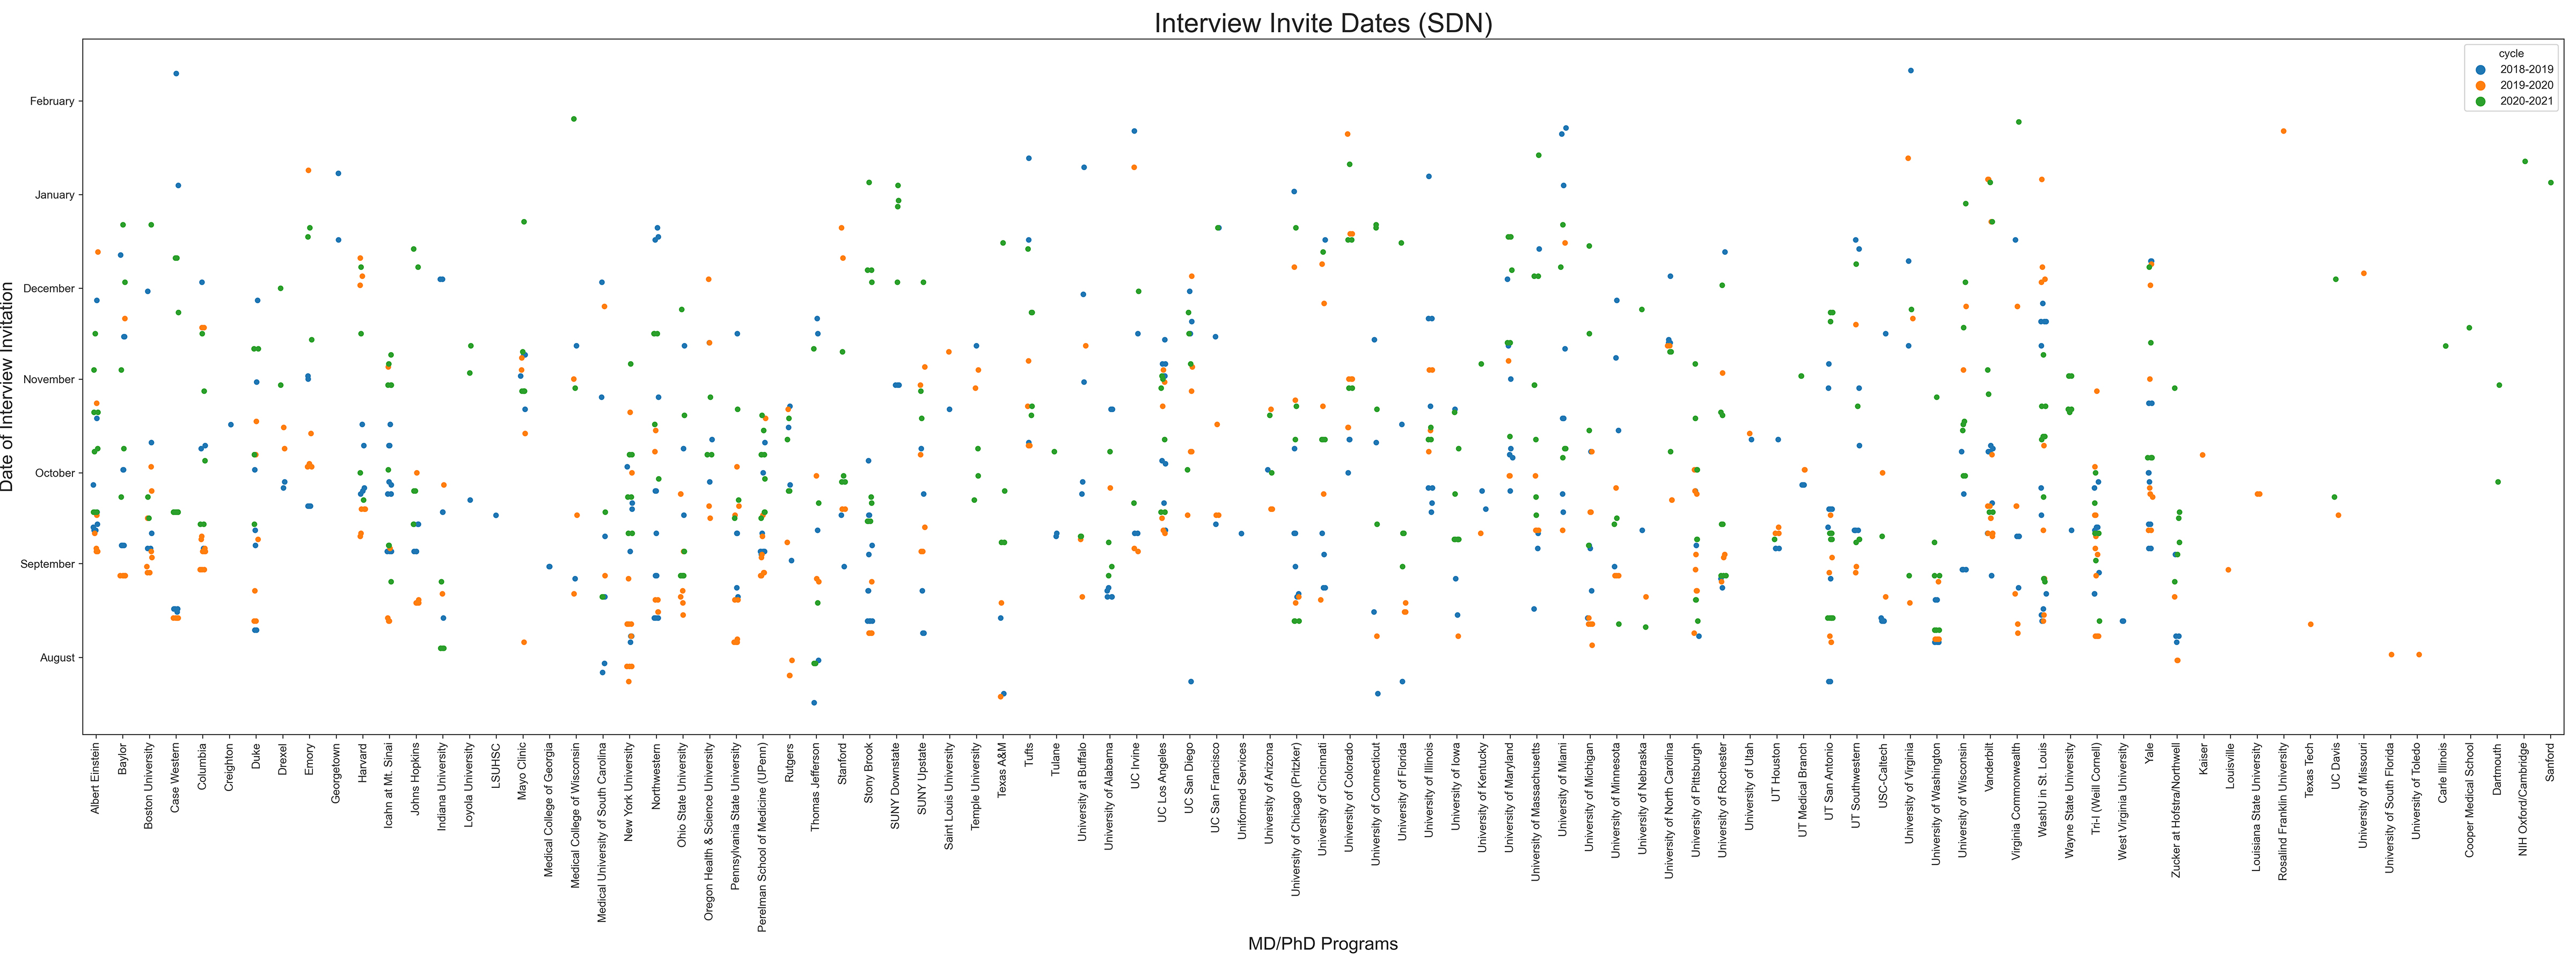 Interview Invite Dates (SDN)
cycle
2018-2019
2019-2020
2020-2021
February
January
December
November
October
September
August
Date of Interview Invitation
Albert Einstein
Baylor
Boston University
Case Western
Columbia
Creighton
Duke
Drexel
Emory
Georgetown
Harvard
Icahn at Mt. Sinai
Johns Hopkins
Indiana University
Loyola University
LSUHSC
Mayo Clinic
Medical College of Georgia
Medical College of Wisconsin
Medical University of South Carolina
New York University
Northwestern
Ohio State University
Oregon Health & Science University
Pennsylvania State University
Perelman School of Medicine (UPenn)
Rutgers
Thomas Jefferson
Stanford
Stony Brook
SUNY Downstate
SUNY Upstate
Saint Louis University
Temple University
Texas A&M
Tufts
Tulane
University at Buffalo
University of Alabama
UC Irvine
UC Los Angeles
UC San Diego
UC San Francisco
Uniformed Services
University of Arizona
University of Chicago (Pritzker)
University of Cincinnati
University of Colorado
University of Connecticut
University of Florida
University of Illinois
University of Iowa
University of Kentucky
University of Maryland
University of Massachusetts
University of Miami
University of Michigan
University of Minnesota
University of Nebraska
University of North Carolina
University of Pittsburgh
University of Rochester
University of Utah
UT Houston
UT Medical Branch
UT San Antonio
UT Southwestern
USC-Caltech
University of Virginia
University of Washington
University of Wisconsin
Vanderbilt
Virginia Commonwealth
WashU in St. Louis
Wayne State University
Tri-I (Weill Cornell)
West Virginia University
Yale
Zucker at Hofstra/Northwell
Kaiser
Louisville
Louisiana State University
Rosalind Franklin University
Texas Tech
UC Davis
University of Missouri
University of South Florida
University of Toledo
Carle Illinois
Cooper Medical School
Dartmouth
NIH Oxford/Cambridge
Sanford
MD/PhD Programs